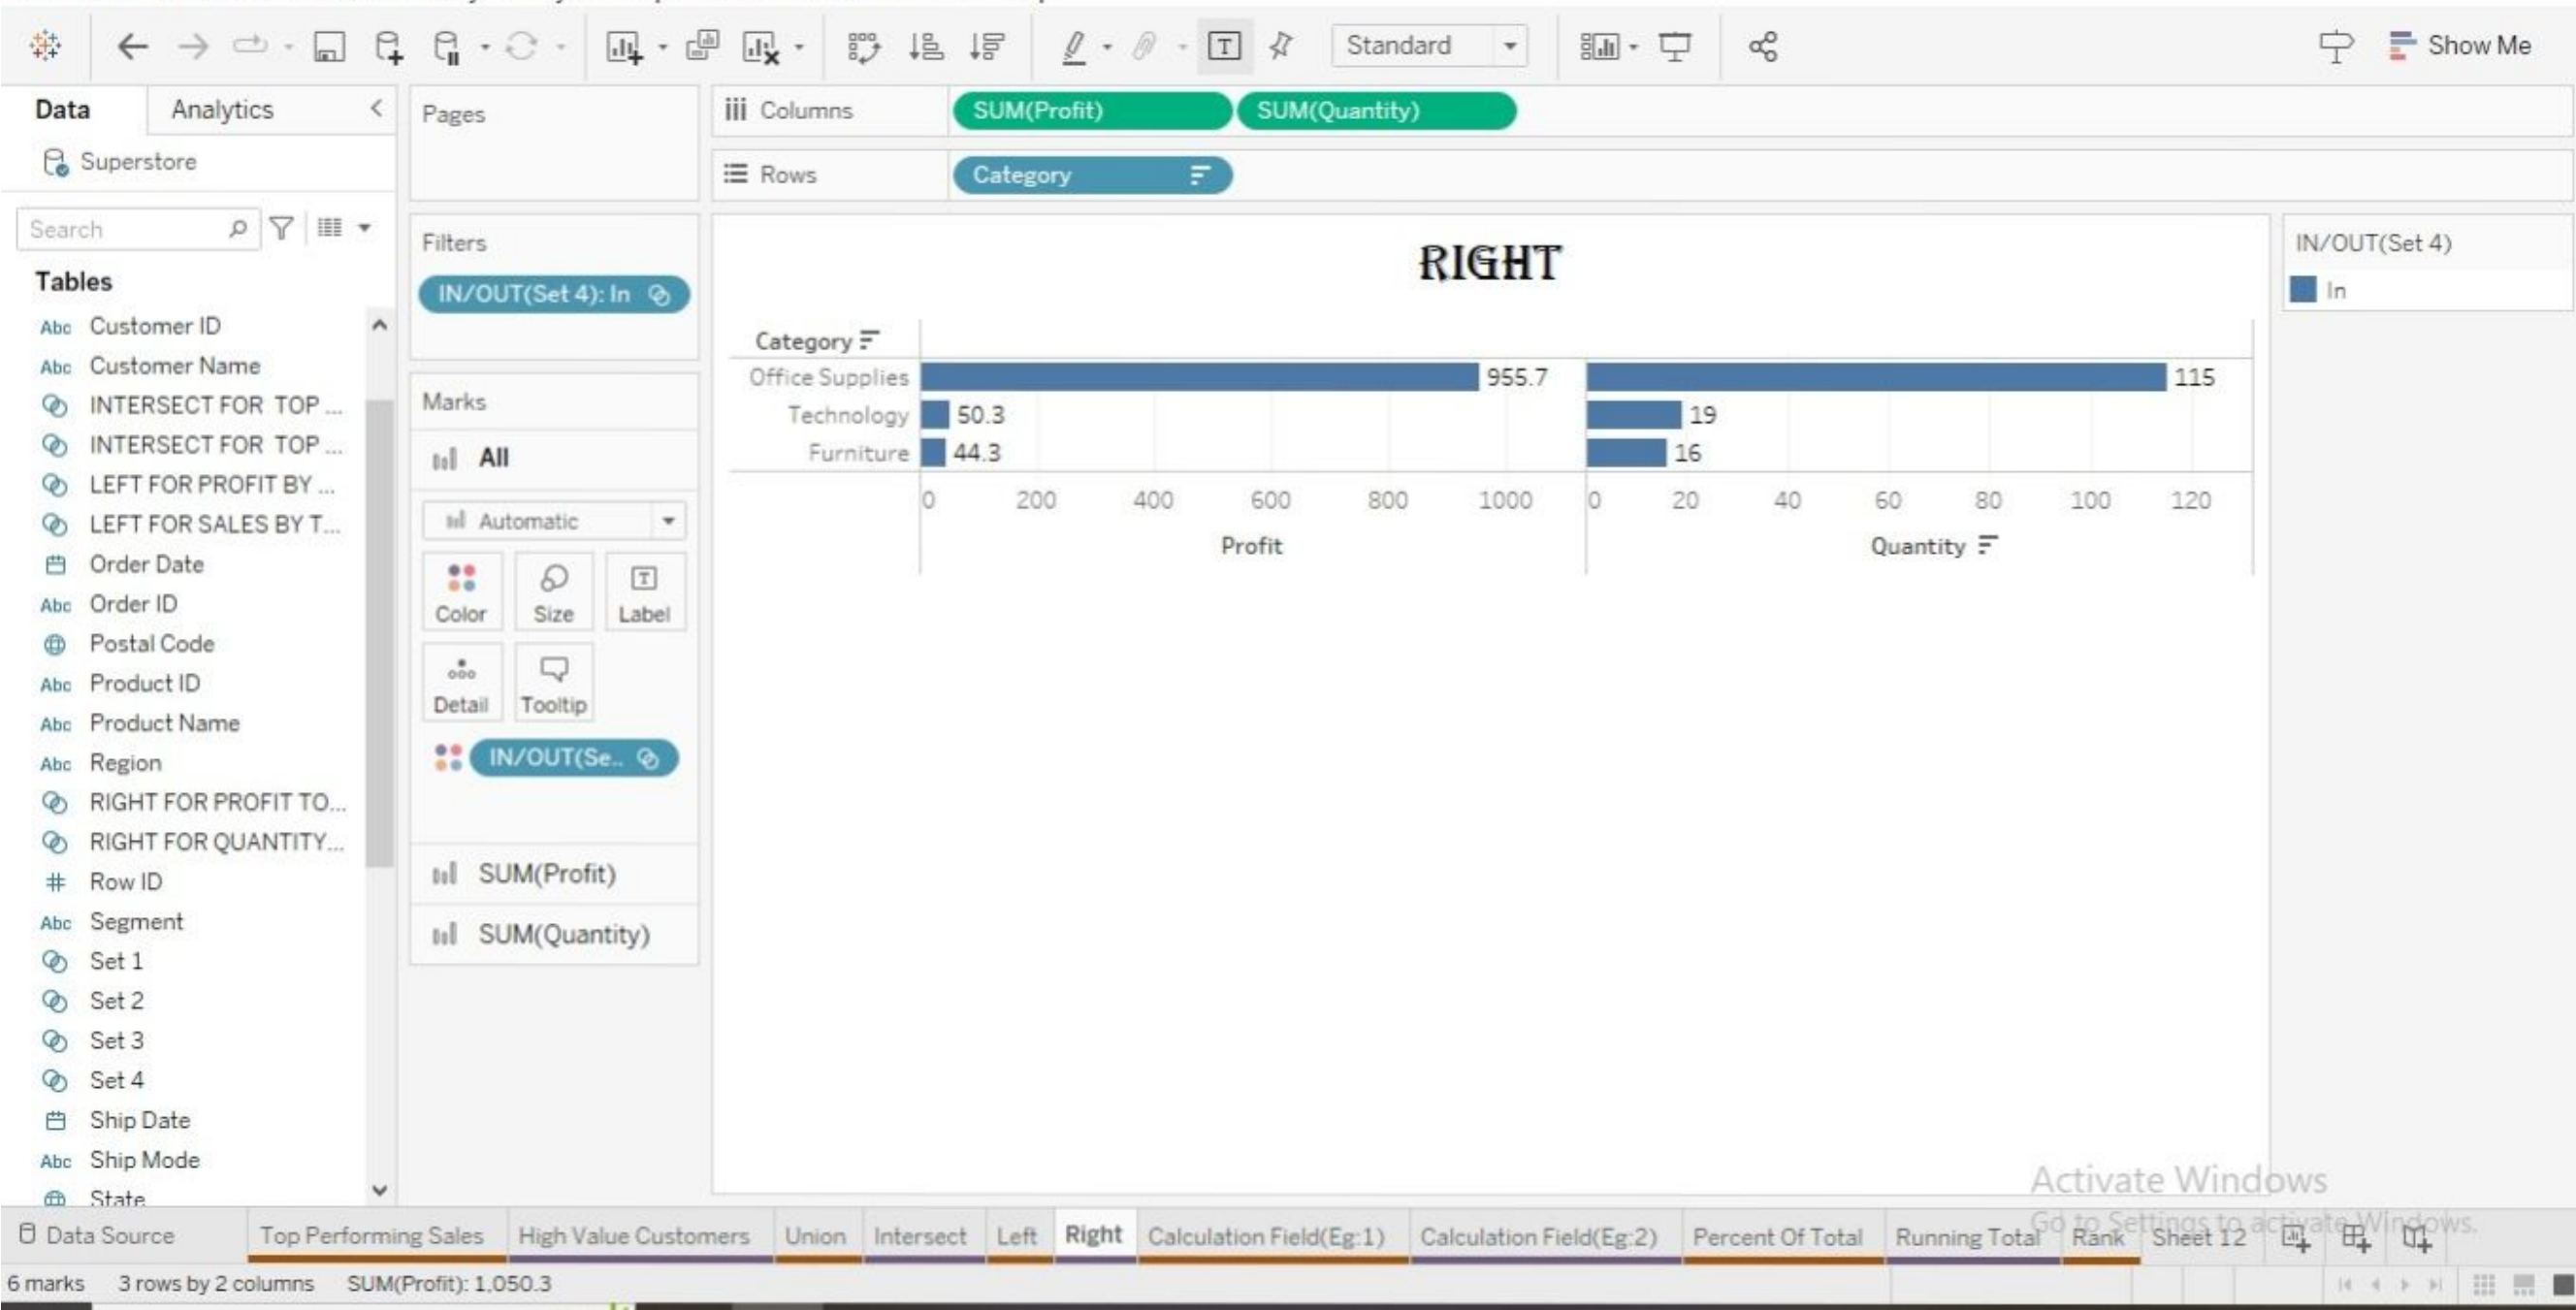 Standard
Show Me
Data
Analytics
Superstore
Search
Tables
Abc Customer ID
Abc Customer Name
INTERSECT FOR TOP ...
INTERSECT FOR TOP ...
LEFT FOR PROFIT BY ...
LEFT FOR SALES BY T...
Order Date
Abc Order ID
Postal Code
Abc Product ID
Abc Product Name
Abc Region
RIGHT FOR PROFIT TO...
RIGHT FOR QUANTITY...
# Row ID
Abc Segment
Set 1
Set 2
Set 3
Set 4
Ship Date
Abc Ship Mode
State
Pages
Filters
IN/OUT(Set 4): In
Marks
All
Automatic
Color Size Label
Detail Tooltip
IN/OUT(Se..
SUM(Profit)
SUM(Quantity)
Columns SUM(Profit) SUM(Quantity)
Rows Category
RIGHT
Category
Office Supplies 955.7 115
Technology 50.3 19
Furniture 44.3 16
0 200 400 600 800 1000 0 20 40 60 80 100 120
Profit Quantity
IN/OUT(Set 4)
In
Activate Windows
Go to Settings to activate Windows.
Data Source Top Performing Sales High Value Customers Union Intersect Left Right Calculation Field(Eg:1) Calculation Field(Eg:2) Percent Of Total Running Total Rank Sheet 12
6 marks 3 rows by 2 columns SUM(Profit): 1,050.3